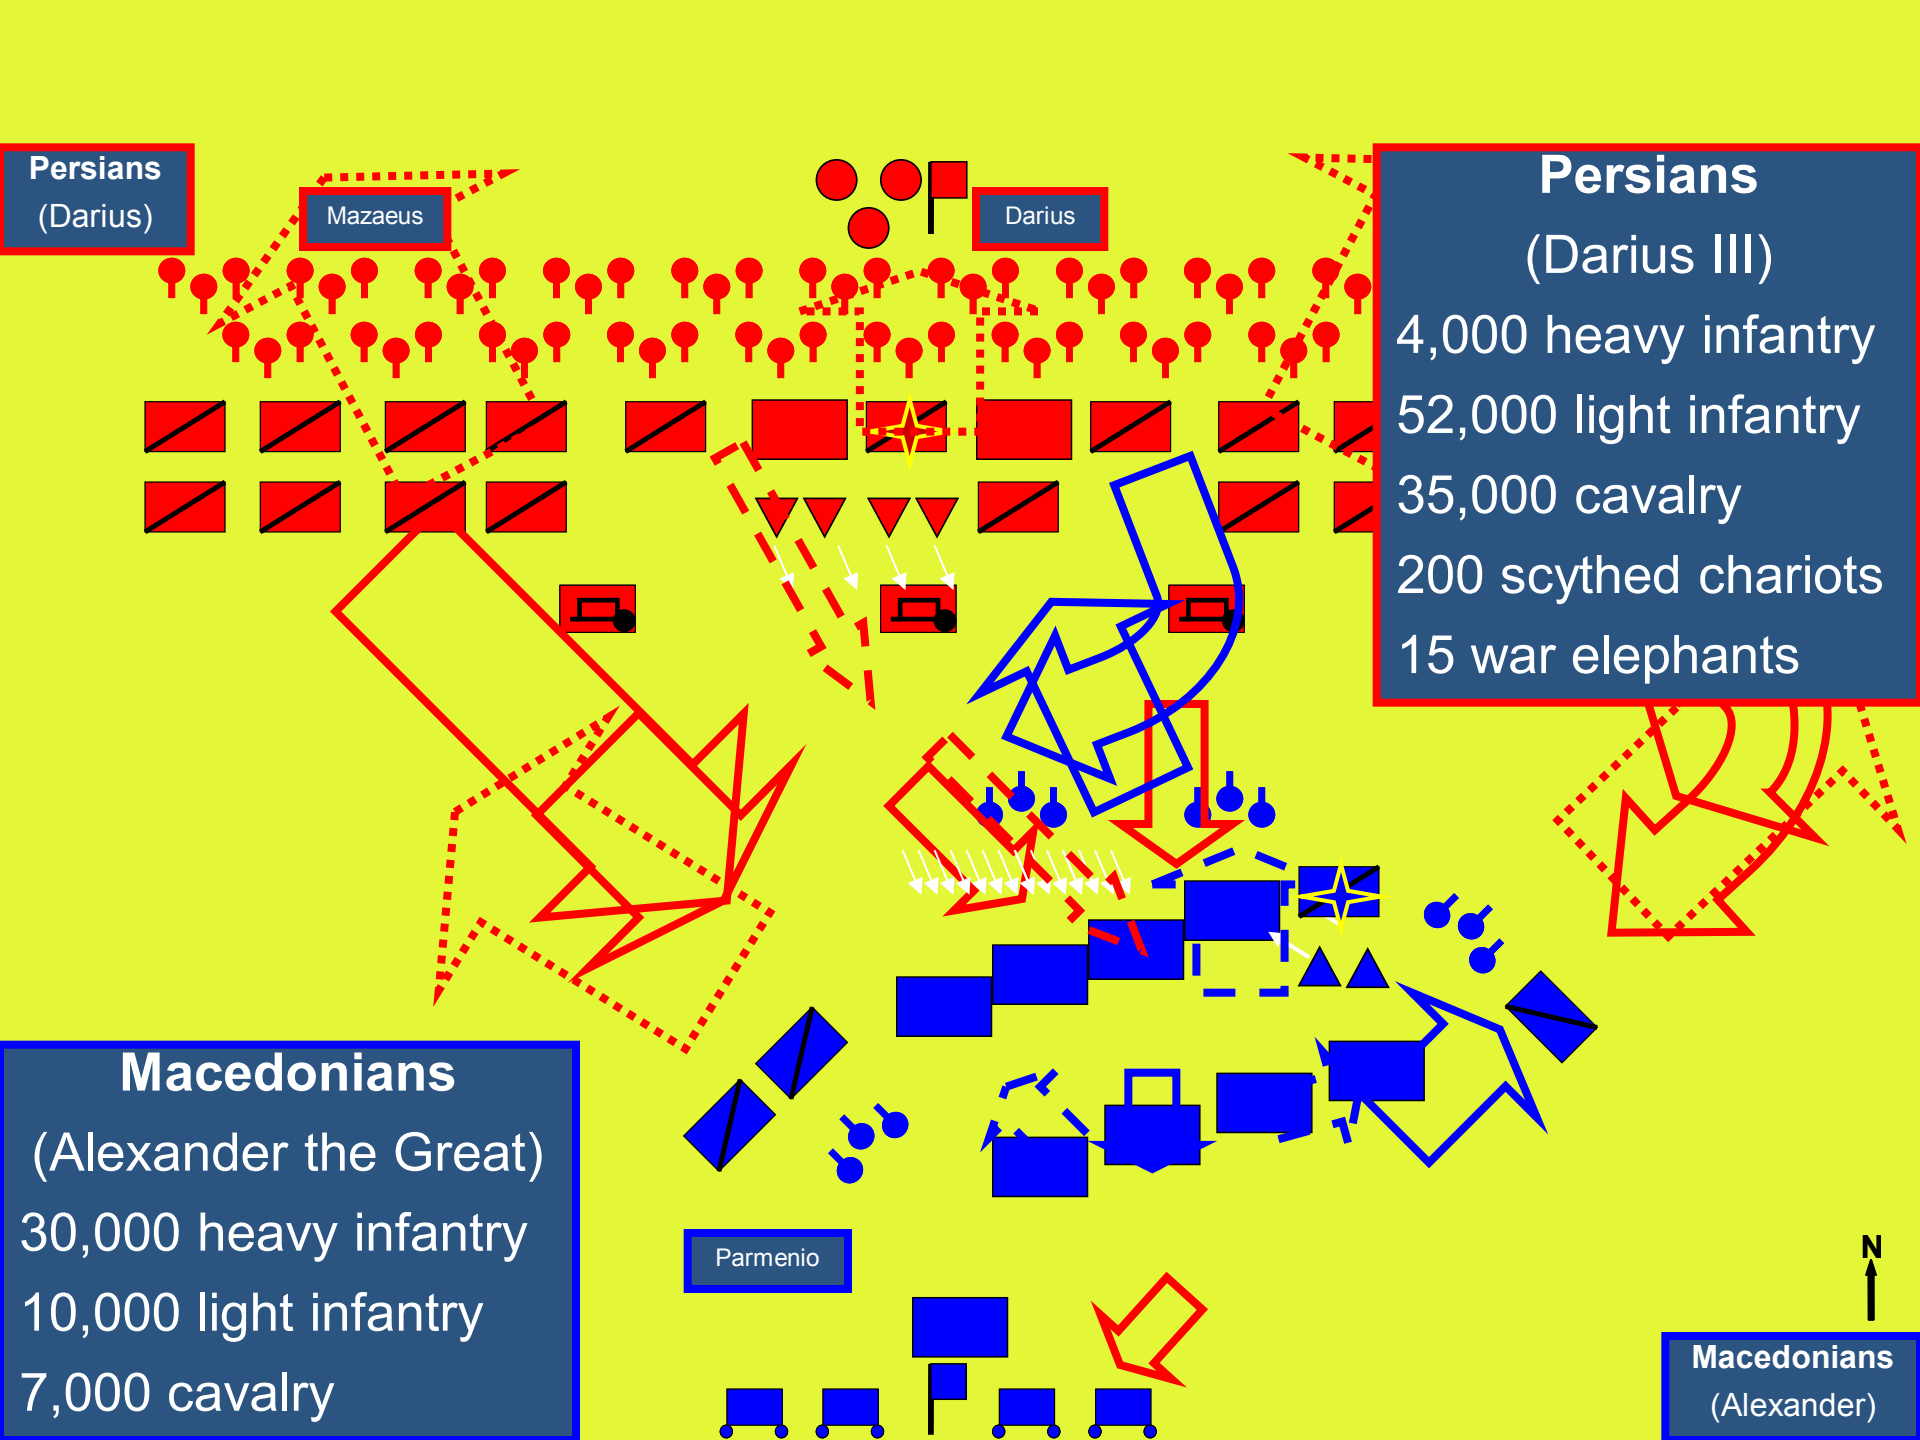 Persians
(Darius)
Mazaeus
Darius
Persians
(Darius III)
4,000 heavy infantry
52,000 light infantry
35,000 cavalry
200 scythed chariots
15 war elephants
Macedonians
(Alexander the Great)
30,000 heavy infantry
10,000 light infantry
7,000 cavalry
Parmenio
N
Macedonians
(Alexander)